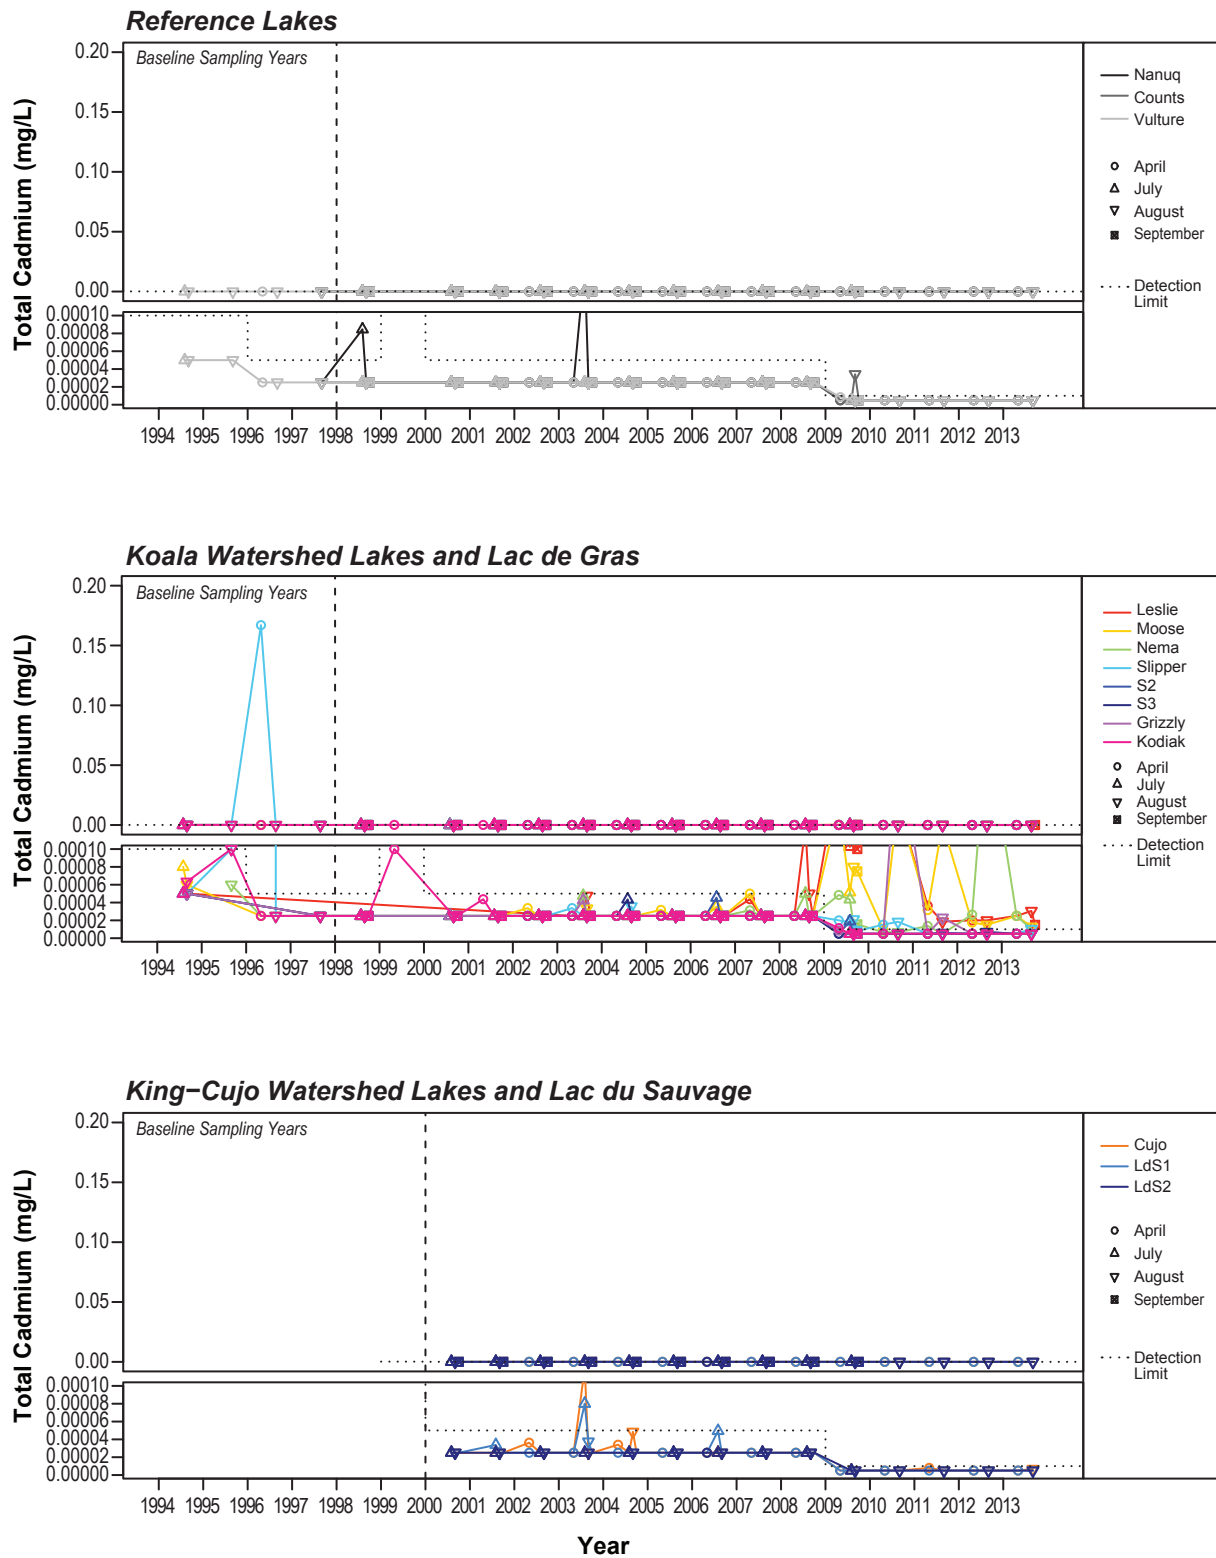 Reference Lakes
Baseline Sampling Years
Total Cadmium (mg/L)
0.20
0.15
0.10
0.05
0.00
0.00010
0.00008
0.00006
0.00004
0.00002
0.00000
1994 1995 1996 1997 1998 1999 2000 2001 2002 2003 2004 2005 2006 2007 2008 2009 2010 2011 2012 2013
Nanuq
Counts
Vulture
April
July
August
September
Detection
Limit
Koala Watershed Lakes and Lac de Gras
Baseline Sampling Years
Total Cadmium (mg/L)
0.20
0.15
0.10
0.05
0.00
0.00010
0.00008
0.00006
0.00004
0.00002
0.00000
1994 1995 1996 1997 1998 1999 2000 2001 2002 2003 2004 2005 2006 2007 2008 2009 2010 2011 2012 2013
Leslie
Moose
Nema
Slipper
S2
S3
Grizzly
Kodiak
April
July
August
September
Detection
Limit
King−Cujo Watershed Lakes and Lac du Sauvage
Baseline Sampling Years
Total Cadmium (mg/L)
0.20
0.15
0.10
0.05
0.00
0.00010
0.00008
0.00006
0.00004
0.00002
0.00000
1994 1995 1996 1997 1998 1999 2000 2001 2002 2003 2004 2005 2006 2007 2008 2009 2010 2011 2012 2013
Cujo
LdS1
LdS2
April
July
August
September
Detection
Limit
Year